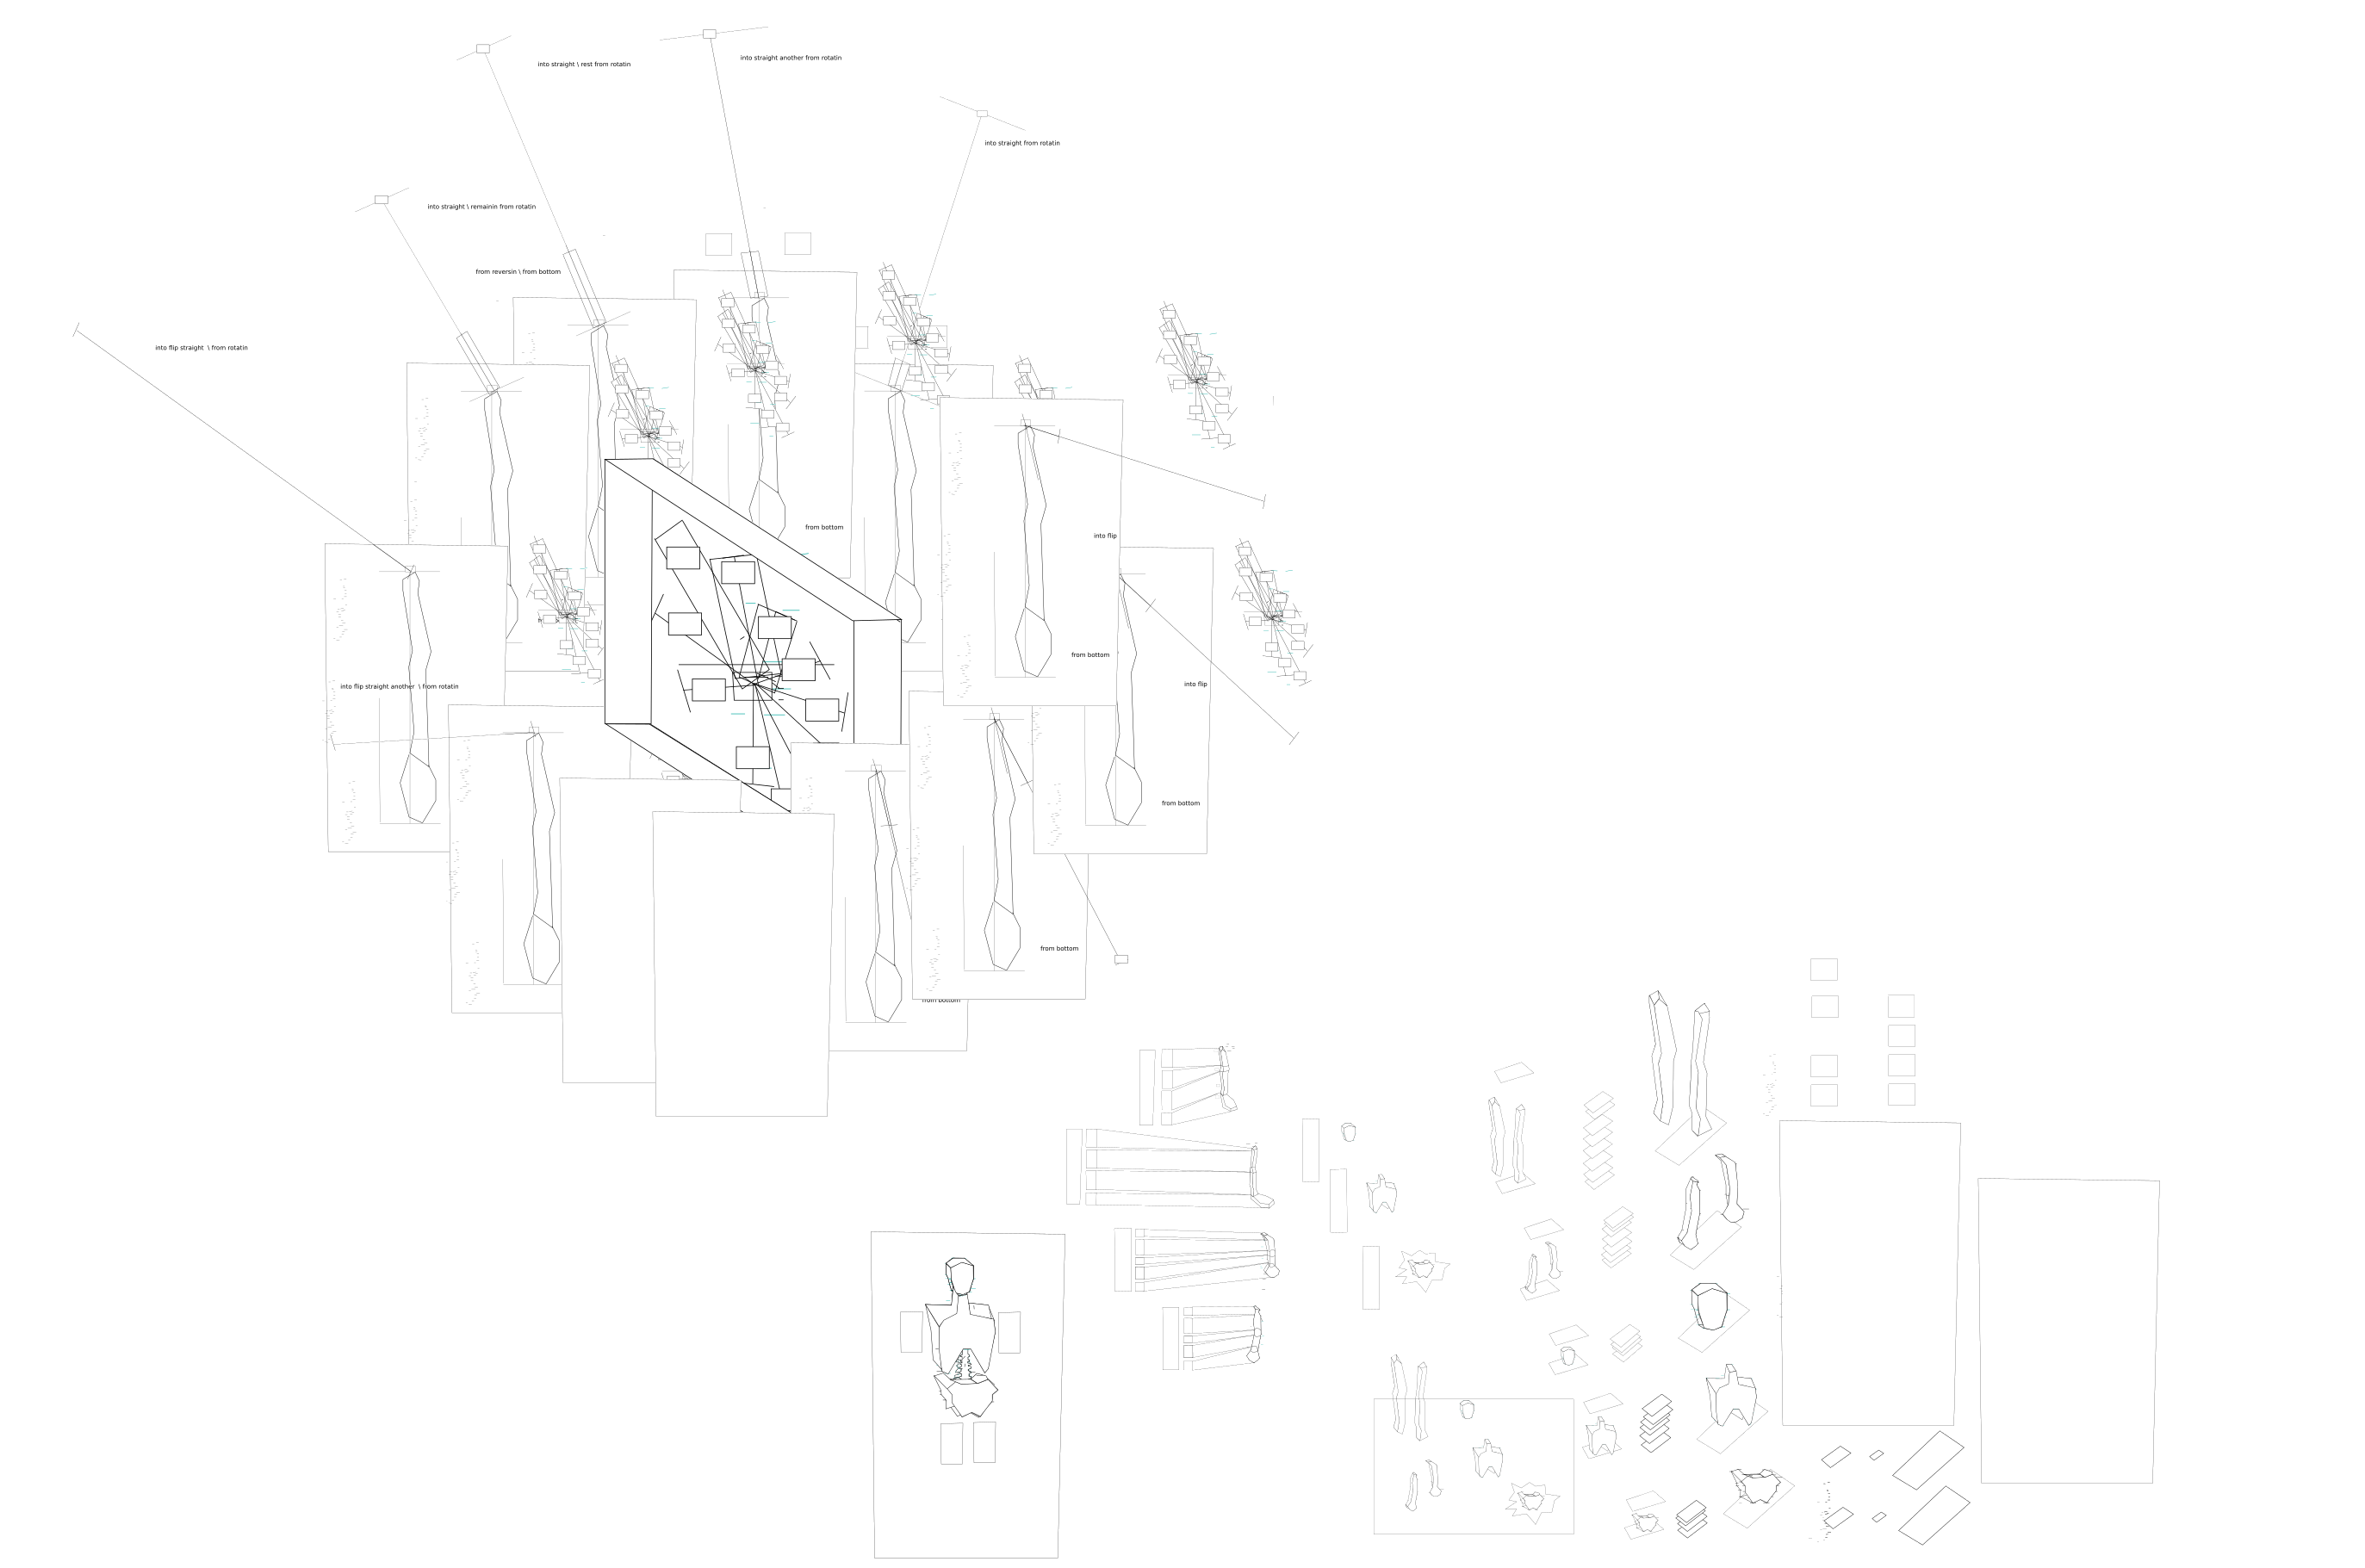 into straight another from rotatin
into straight \ rest from rotatin
into straight from rotatin
into straight \ remainin from rotatin
from reversin \ from bottom
into flip straight  \ from rotatin
from bottom
into flip
from bottom
into flip
into flip straight another  \ from rotatin
from bottom
from bottom
from bottom